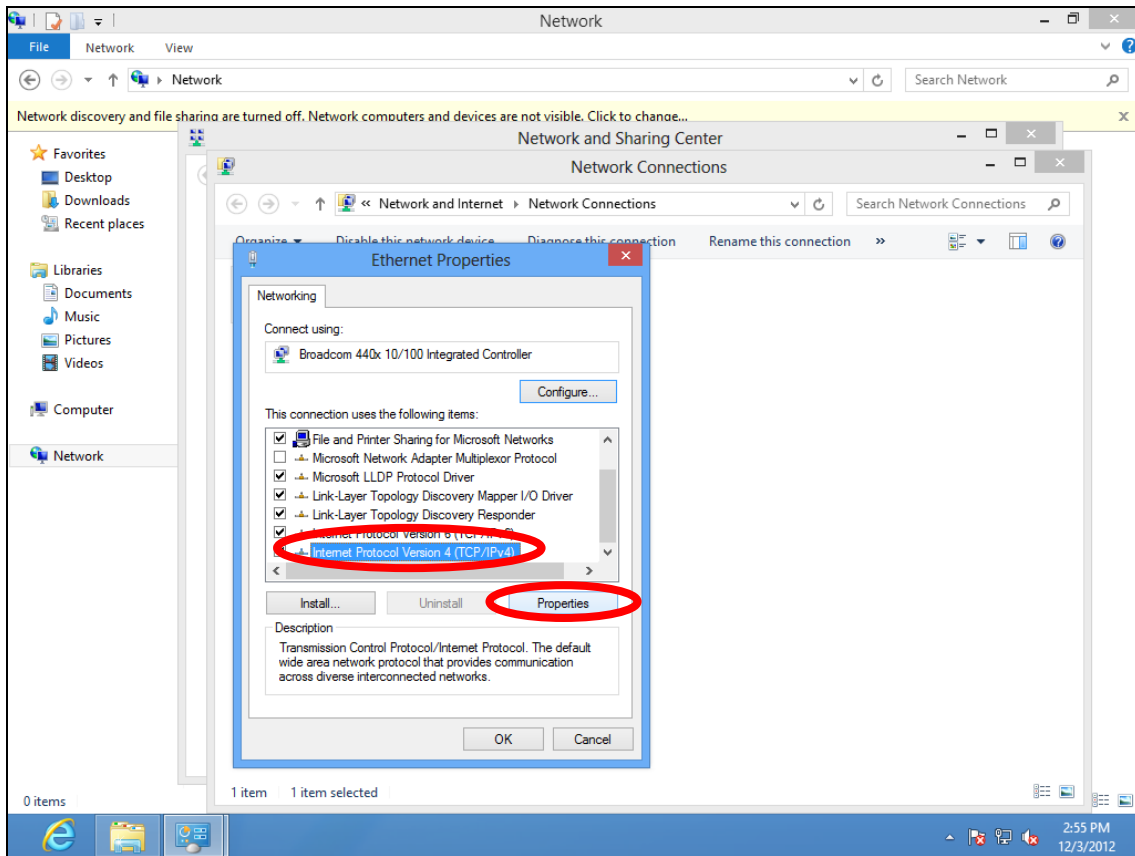 Network
File Network View
Network
Search Network
Network discovery and file sharing are turned off. Network computers and devices are not visible. Click to change...
Favorites
Desktop
Downloads
Recent places
Libraries
Documents
Music
Pictures
Videos
Computer
Network
Network and Sharing Center
Network Connections
« Network and Internet Network Connections
Search Network Connections
Organize Disable this network device Diagnose this connection Rename this connection »
Ethernet Properties
Networking
Connect using:
Broadcom 440x 10/100 Integrated Controller
Configure...
This connection uses the following items:
File and Printer Sharing for Microsoft Networks
Microsoft Network Adapter Multiplexor Protocol
Microsoft LLDP Protocol Driver
Link-Layer Topology Discovery Mapper I/O Driver
Link-Layer Topology Discovery Responder
Internet Protocol Version 6 (TCP/IPv6)
Internet Protocol Version 4 (TCP/IPv4)
Install... Uninstall Properties
Description
Transmission Control Protocol/Internet Protocol. The default
wide area network protocol that provides communication
across diverse interconnected networks.
OK Cancel
1 item 1 item selected
0 items
2:55 PM
12/3/2012